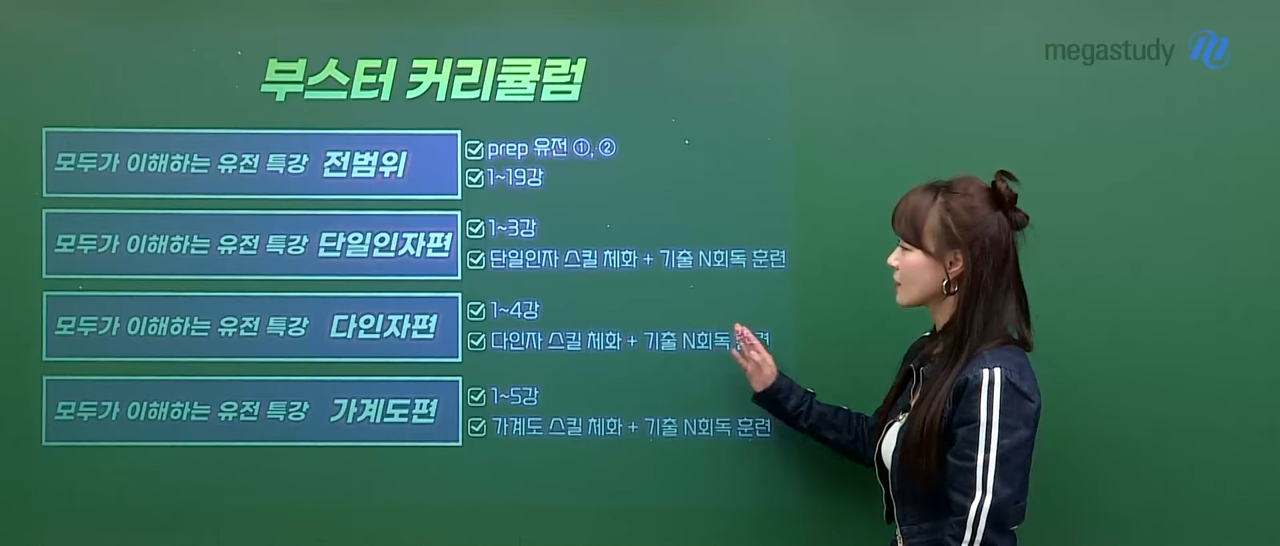 megastudy
부스터 커리큘럼
모두가 이해하는 유전 특강 전범위
prep 유전 ①, ②
1~19강
모두가 이해하는 유전 특강 단일인자편
1~3강
단일인자 스킬 체화 + 기출 N회독 훈련
모두가 이해하는 유전 특강 다인자편
1~4강
다인자 스킬 체화 + 기출 N회독
모두가 이해하는 유전 특강 가계도편
1~5강
가계도 스킬 체화 + 기출 N회독 훈련